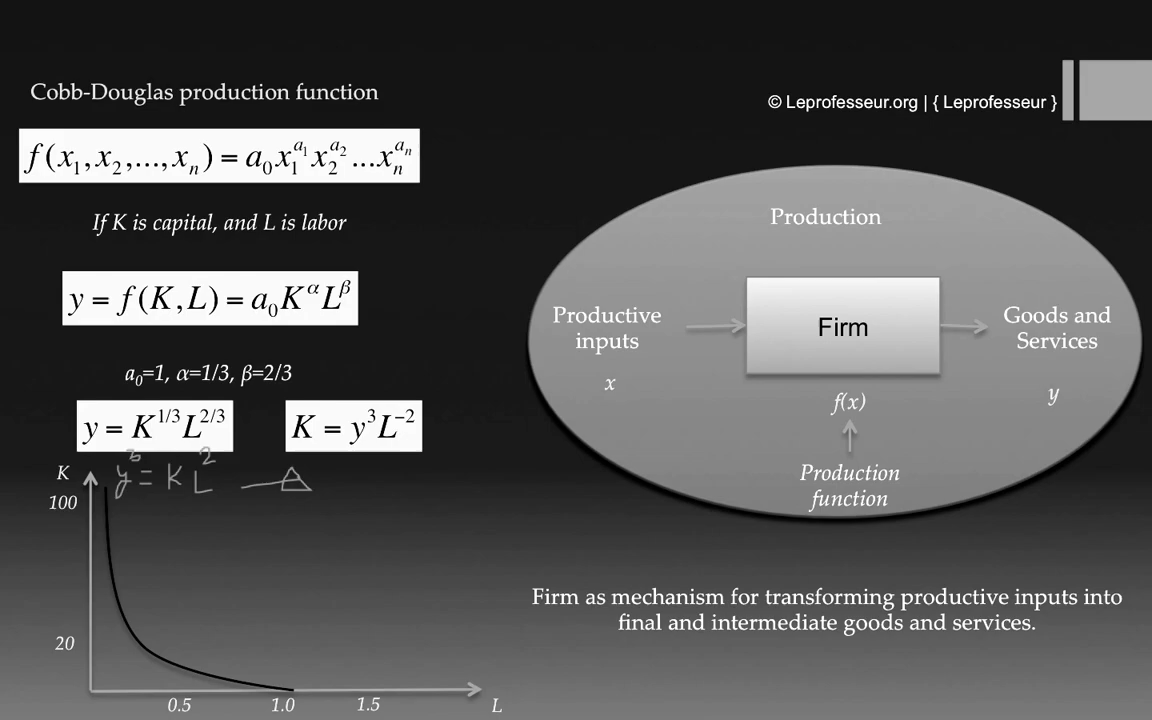 Cobb-Douglas production function
© Leprofesseur.org | { Leprofesseur }
f(x₁, x₂,..., xₙ) = a₀x₁^{a₁}x₂^{a₂}...xₙ^{aₙ}
If K is capital, and L is labor
y = f(K, L) = a₀K^αL^β
a₀=1, α=1/3, β=2/3
y = K^{1/3}L^{2/3}
K = y³L⁻²
y³ = K L²
K
100
20
0.5
1.0
1.5
L
Production
Productive
inputs
x
Firm
f(x)
Production
function
Goods and
Services
y
Firm as mechanism for transforming productive inputs into
final and intermediate goods and services.